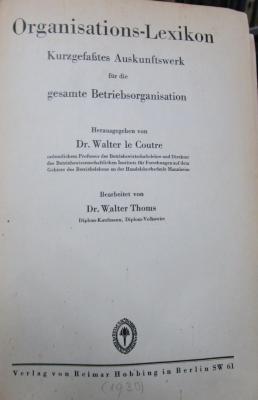 Organisations-Lexikon
Kurzgefaßtes Auskunftswerk
für die
gesamte Betriebsorganisation
Herausgegeben von
Dr. Walter le Coutre
ordentlichem Professor der Betriebswirtschaftslehre und Direktor
des Betriebswissenschaftlichen Instituts für Forschungen auf dem
Gebiete des Betriebslebens an der Handelshochschule Mannheim
Bearbeitet von
Dr. Walter Thoms
Diplom-Kaufmann, Diplom-Volkswirt
Verlag von Reimar Hobbing in Berlin SW 61
(1930)